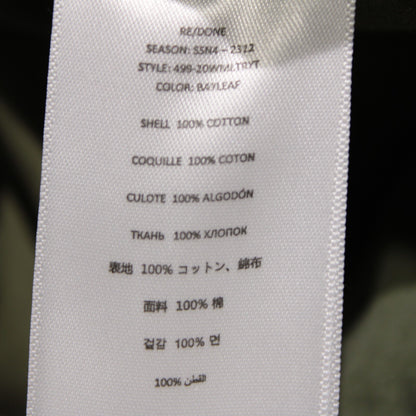 RE/DONE
SEASON: SSN4 - 2312
STYLE: 499-20WMLTRYT
COLOR: BAYLEAF
SHELL 100% COTTON
COQUILLE 100% COTON
CULOTE 100% ALGODÓN
ТКАНЬ 100% ХЛОПОК
表地 100% コットン、綿布
面料 100% 棉
겉감 100% 면
القطن 100%